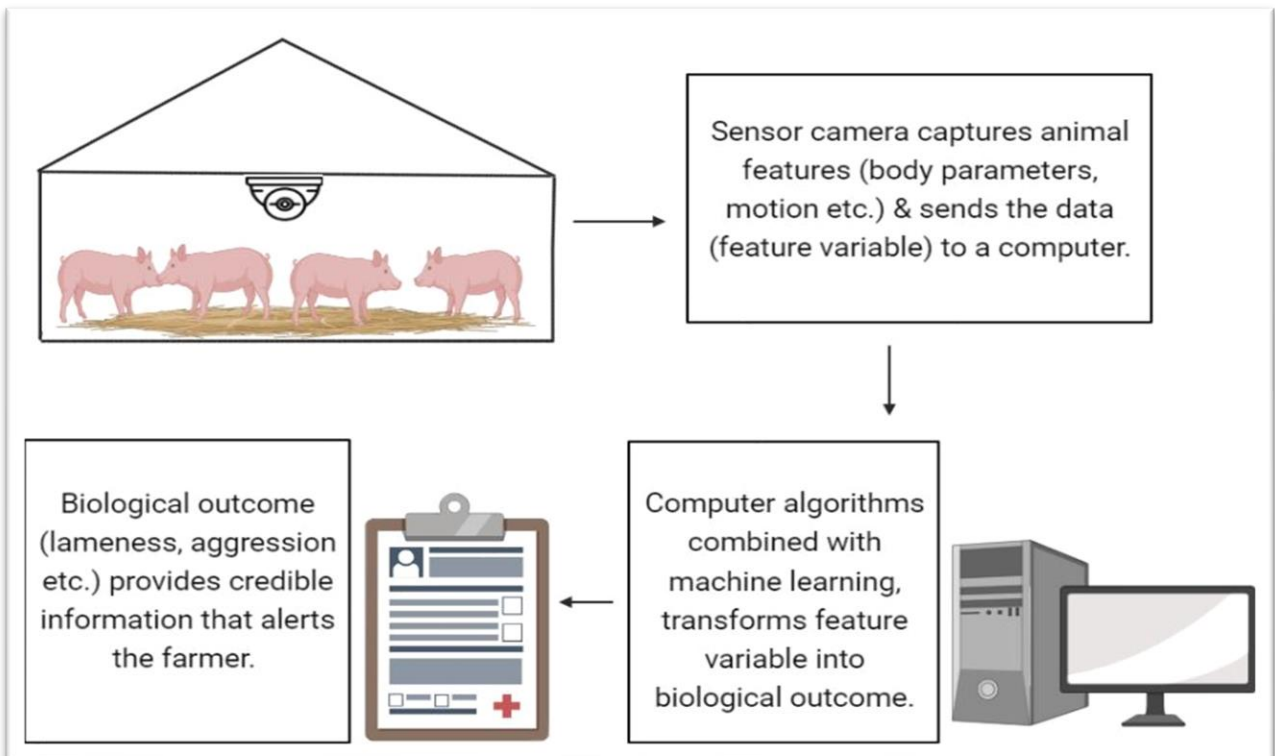 Sensor camera captures animal
features (body parameters,
motion etc.) & sends the data
(feature variable) to a computer.
Computer algorithms
combined with
machine learning,
transforms feature
variable into
biological outcome.
Biological outcome
(lameness, aggression
etc.) provides credible
information that alerts
the farmer.